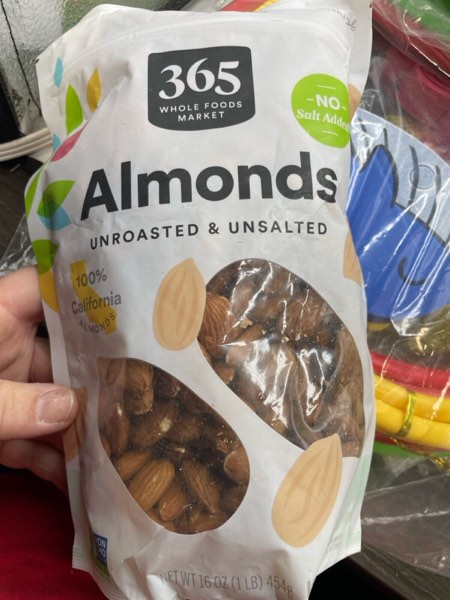 365
WHOLE FOODS
MARKET
-NO-
Salt Added
Almonds
UNROASTED & UNSALTED
100%
California
ALMONDS
NET WT 16 OZ (1 LB) 454g